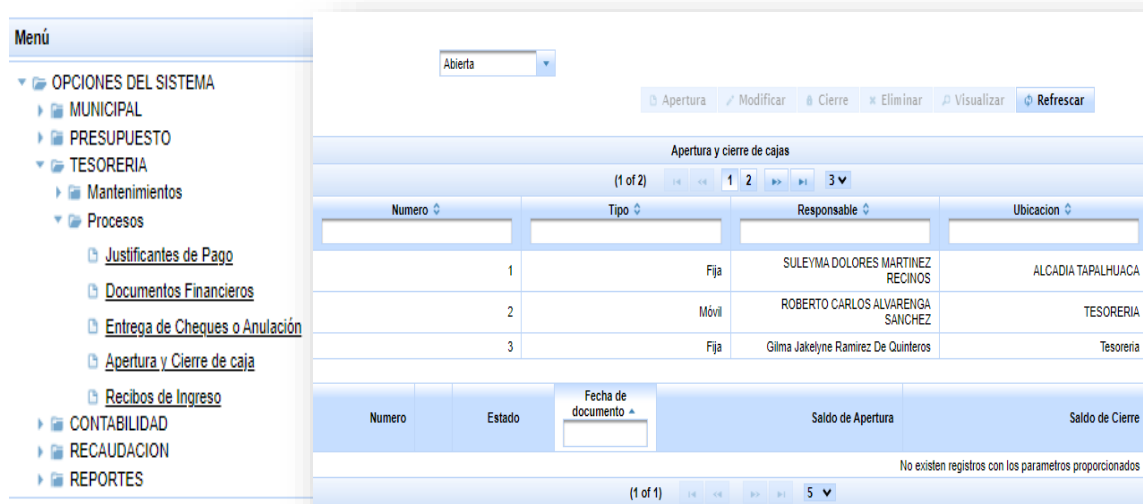 Menú
OPCIONES DEL SISTEMA
MUNICIPAL
PRESUPUESTO
TESORERIA
Mantenimientos
Procesos
Justificantes de Pago
Documentos Financieros
Entrega de Cheques o Anulación
Apertura y Cierre de caja
Recibos de Ingreso
CONTABILIDAD
RECAUDACION
REPORTES
Abierta
Apertura Modificar Cierre Eliminar Visualizar Refrescar
Apertura y cierre de cajas
(1 of 2) 1 2 3
Numero Tipo Responsable Ubicacion
1 Fija SULEYMA DOLORES MARTINEZ RECINOS ALCADIA TAPALHUACA
2 Móvil ROBERTO CARLOS ALVARENGA SANCHEZ TESORERIA
3 Fija Gilma Jakelyne Ramirez De Quinteros Tesoreria
Numero Estado Fecha de documento Saldo de Apertura Saldo de Cierre
No existen registros con los parametros proporcionados
(1 of 1) 5